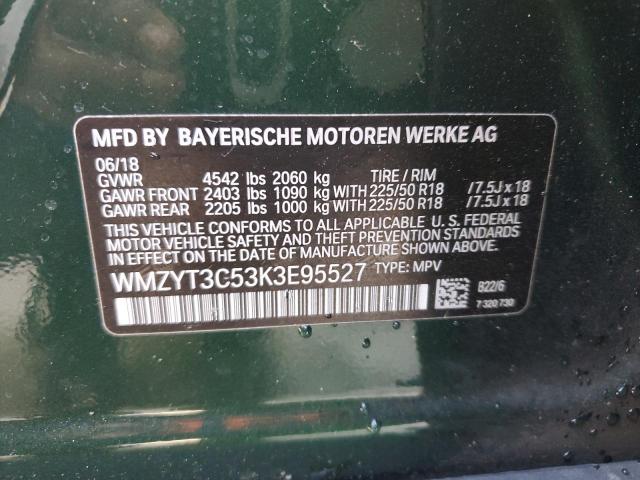 MFD BY BAYERISCHE MOTOREN WERKE AG
06/18
GVWR 4542 lbs 2060 kg TIRE / RIM
GAWR FRONT 2403 lbs 1090 kg WITH 225/50 R18 /7.5J x 18
GAWR REAR 2205 lbs 1000 kg WITH 225/50 R18 /7.5J x 18
THIS VEHICLE CONFORMS TO ALL APPLICABLE U. S. FEDERAL
MOTOR VEHICLE SAFETY, BUMPER, AND THEFT PREVENTION STANDARDS
IN EFFECT ON THE DATE OF MANUFACTURE SHOWN ABOVE.
WMZYT3C53K3E95527 TYPE: MPV
B22/6
7 320 730